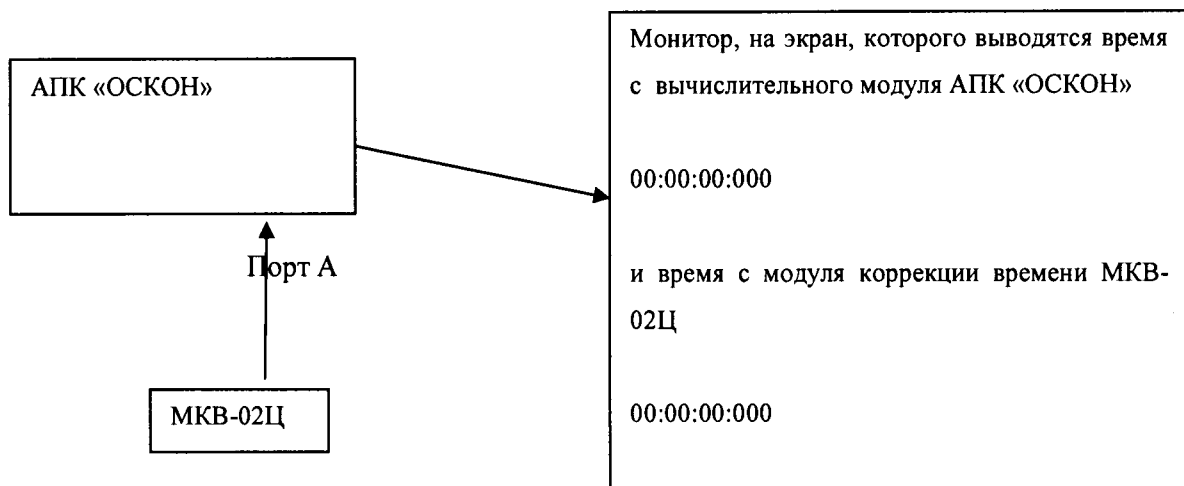 АПК «ОСКОН»
Порт А
МКВ-02Ц
Монитор, на экран, которого выводятся время
с вычислительного модуля АПК «ОСКОН»
00:00:00:000
и время с модуля коррекции времени МКВ-
02Ц
00:00:00:000